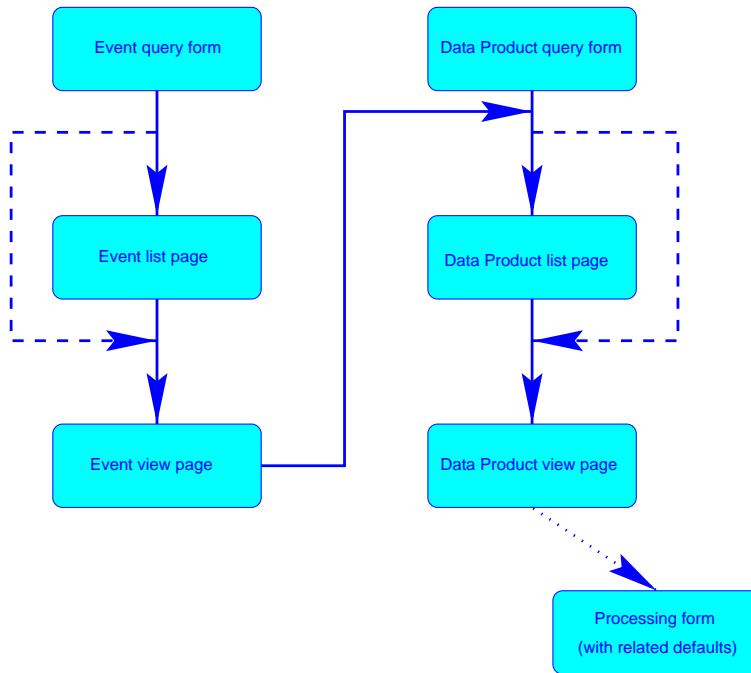 Event query form
Data Product query form
Event list page
Data Product list page
Event view page
Data Product view page
Processing form
(with related defaults)